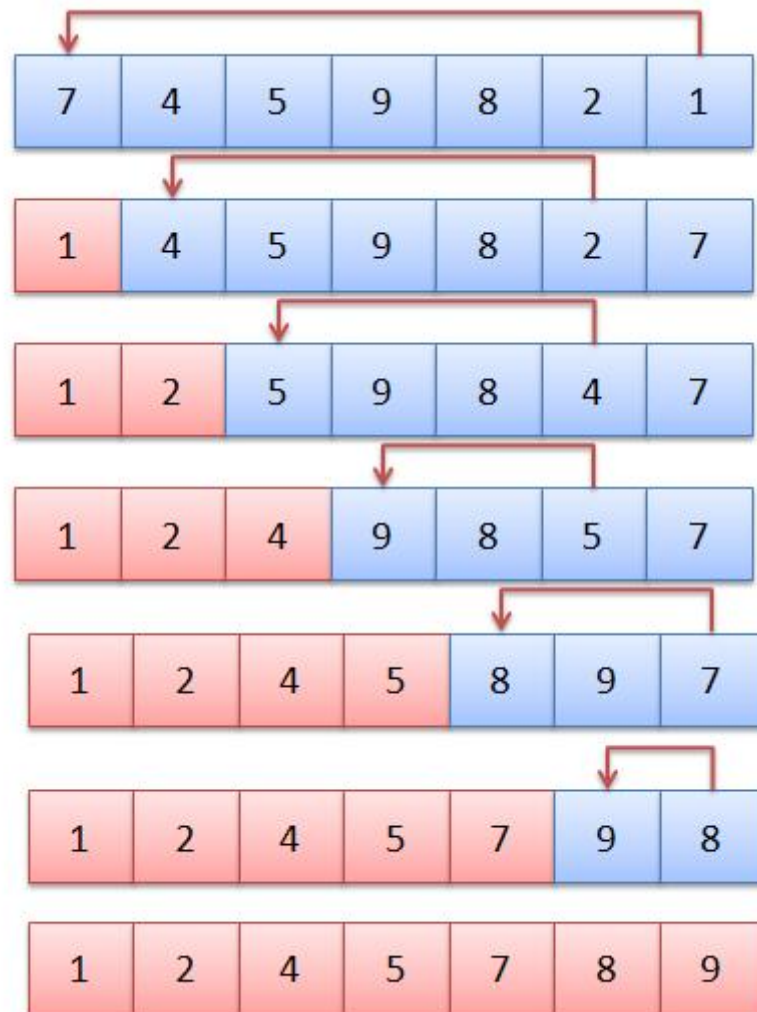 7 4 5 9 8 2 1
1 4 5 9 8 2 7
1 2 5 9 8 4 7
1 2 4 9 8 5 7
1 2 4 5 8 9 7
1 2 4 5 7 9 8
1 2 4 5 7 8 9